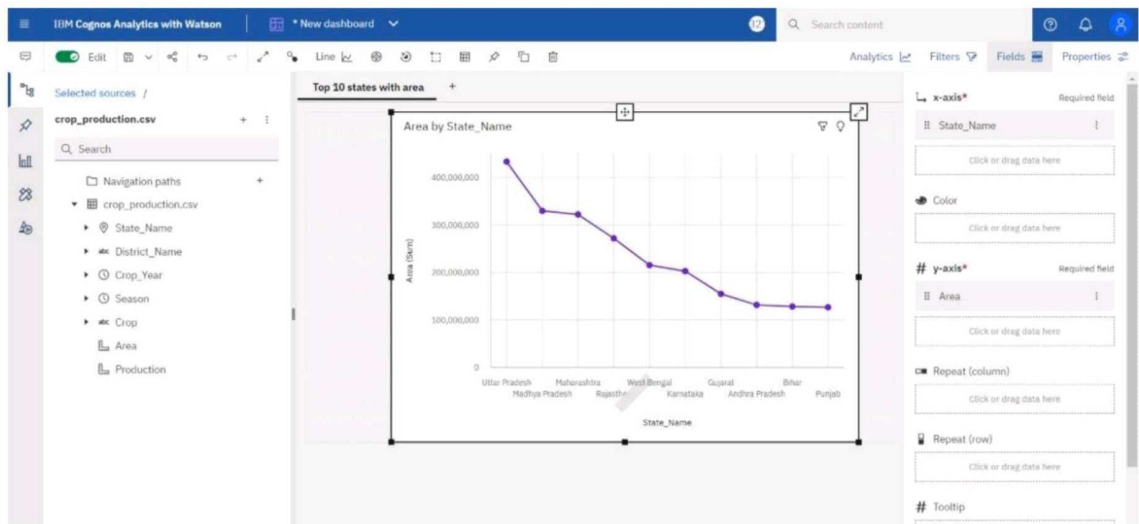 IBM Cognos Analytics with Watson
* New dashboard
12
Search content
Edit
Line
Analytics
Filters
Fields
Properties
Selected sources /
crop_production.csv
Search
Navigation paths
crop_production.csv
State_Name
abc District_Name
Crop_Year
Season
abc Crop
Area
Production
Top 10 states with area
Area by State_Name
400,000,000
300,000,000
200,000,000
100,000,000
0
Area (Sum)
Uttar Pradesh Maharashtra West Bengal Gujarat Bihar
Madhya Pradesh Karnataka Andhra Pradesh Punjab
State_Name
x-axis* Required field
State_Name
Click or drag data here
Color
Click or drag data here
# y-axis* Required field
Area
Click or drag data here
Repeat (column)
Click or drag data here
Repeat (row)
Click or drag data here
# Tooltip